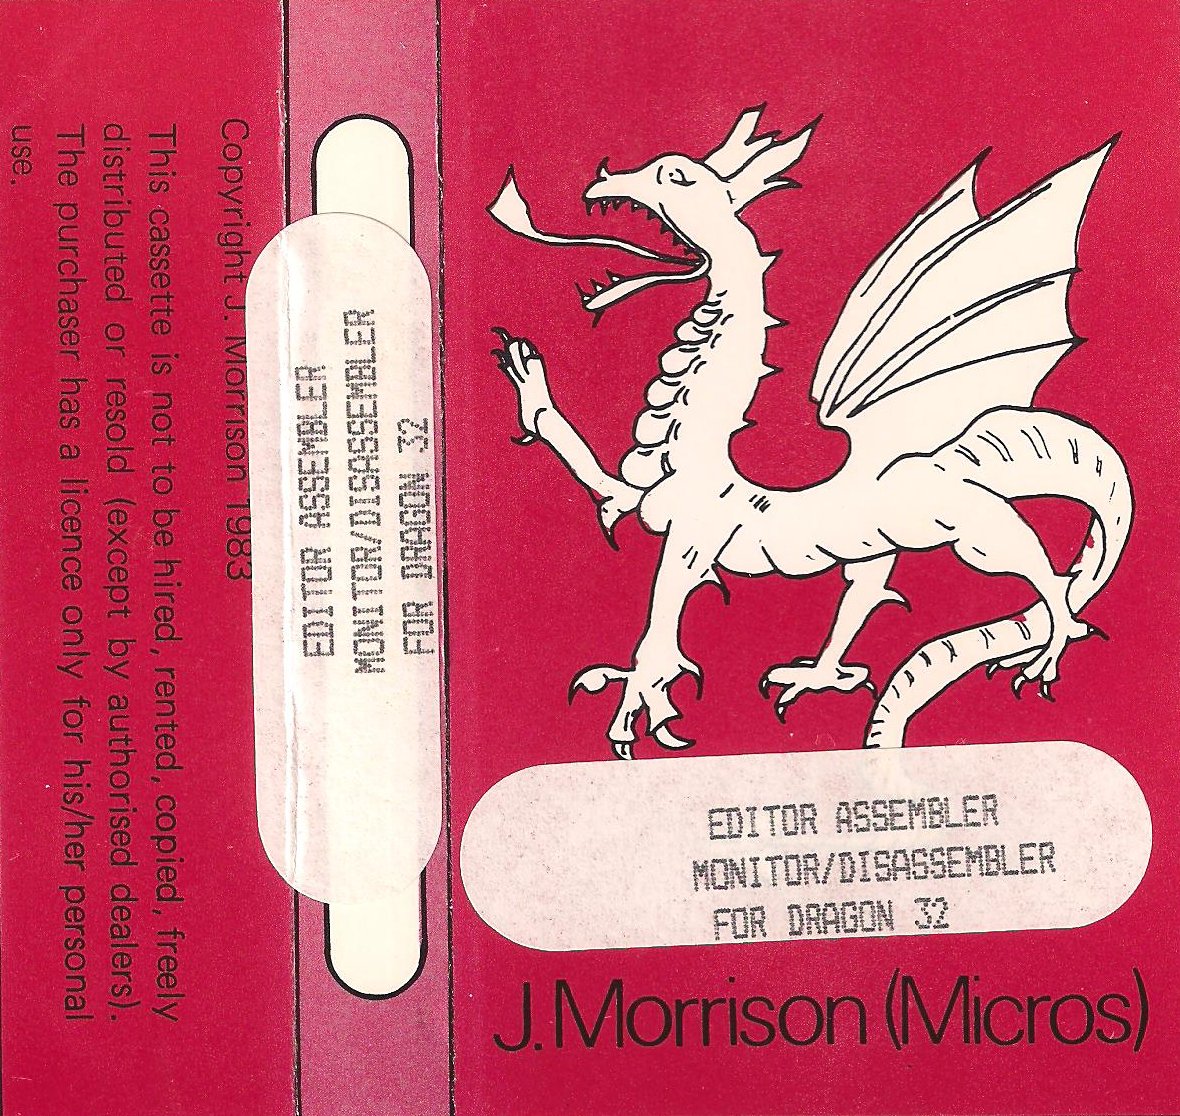 EDITOR ASSEMBLER
MONITOR/DISASSEMBLER
FOR DRAGON 32
J.Morrison (Micros)
EDITOR ASSEMBLER
MONITOR/DISASSEMBLER
FOR DRAGON 32
Copyright J. Morrison 1983
This cassette is not to be hired, rented, copied, freely
distributed or resold (except by authorised dealers).
The purchaser has a licence only for his/her personal
use.